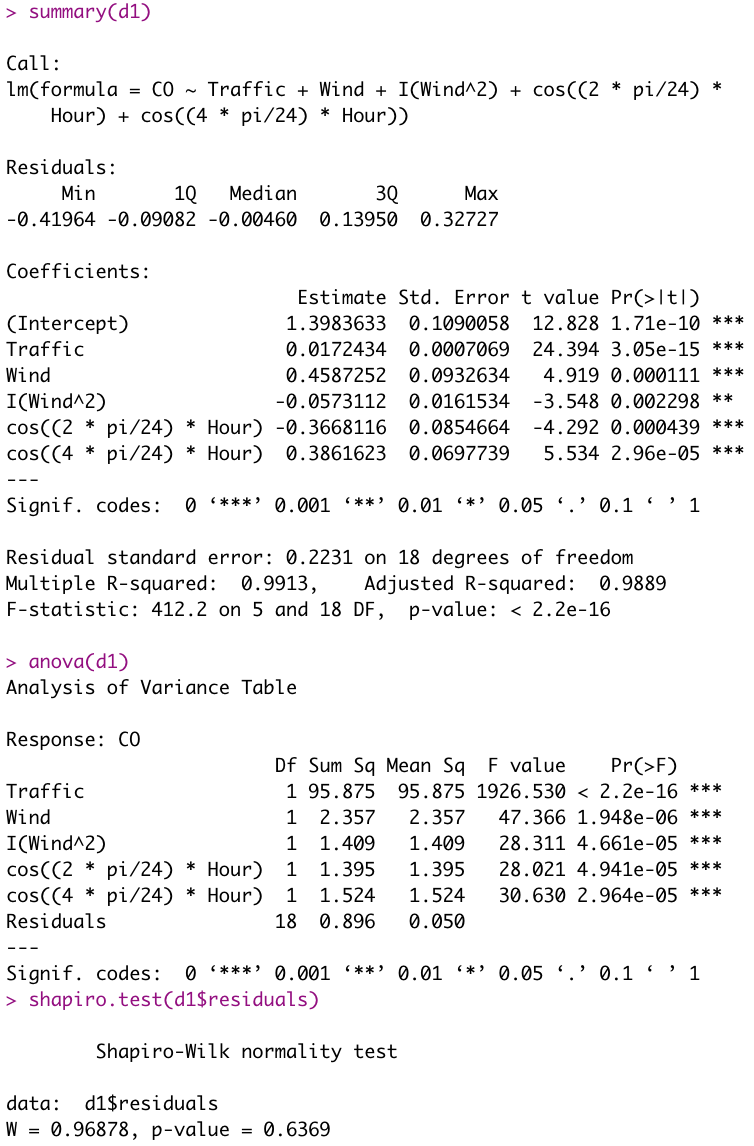 > summary(d1)
Call:
lm(formula = CO ~ Traffic + Wind + I(Wind^2) + cos((2 * pi/24) *
    Hour) + cos((4 * pi/24) * Hour))
Residuals:
     Min       1Q   Median       3Q      Max
-0.41964 -0.09082 -0.00460  0.13950  0.32727
Coefficients:
                          Estimate Std. Error t value Pr(>|t|)
(Intercept)              1.3983633  0.1090058  12.828 1.71e-10 ***
Traffic                  0.0172434  0.0007069  24.394 3.05e-15 ***
Wind                     0.4587252  0.0932634   4.919 0.000111 ***
I(Wind^2)               -0.0573112  0.0161534  -3.548 0.002298 **
cos((2 * pi/24) * Hour) -0.3668116  0.0854664  -4.292 0.000439 ***
cos((4 * pi/24) * Hour)  0.3861623  0.0697739   5.534 2.96e-05 ***
---
Signif. codes:  0 ‘***’ 0.001 ‘**’ 0.01 ‘*’ 0.05 ‘.’ 0.1 ‘ ’ 1
Residual standard error: 0.2231 on 18 degrees of freedom
Multiple R-squared:  0.9913,    Adjusted R-squared:  0.9889
F-statistic: 412.2 on 5 and 18 DF,  p-value: < 2.2e-16
> anova(d1)
Analysis of Variance Table
Response: CO
                        Df Sum Sq Mean Sq  F value    Pr(>F)
Traffic                  1 95.875  95.875 1926.530 < 2.2e-16 ***
Wind                     1  2.357   2.357   47.366 1.948e-06 ***
I(Wind^2)                1  1.409   1.409   28.311 4.661e-05 ***
cos((2 * pi/24) * Hour)  1  1.395   1.395   28.021 4.941e-05 ***
cos((4 * pi/24) * Hour)  1  1.524   1.524   30.630 2.964e-05 ***
Residuals               18  0.896   0.050
---
Signif. codes:  0 ‘***’ 0.001 ‘**’ 0.01 ‘*’ 0.05 ‘.’ 0.1 ‘ ’ 1
> shapiro.test(d1$residuals)
        Shapiro-Wilk normality test
data:  d1$residuals
W = 0.96878, p-value = 0.6369